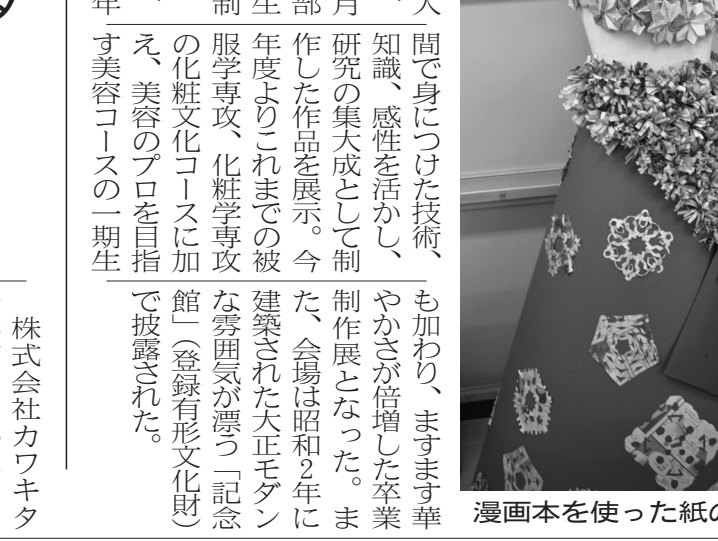 間で身につけた技術、
知識、感性を活かし、
研究の集大成として制
作した作品を展示。今
年度よりこれまでの被
服学専攻、化粧学専攻
の化粧文化コースに加
え、美容のプロを目指
す美容コースの一期生
も加わり、ますます華
やかさが倍増した卒業
制作展となった。ま
た、会場は昭和2年に
建築された大正モダン
な雰囲気が漂う「記念
館」（登録有形文化財）
で披露された。
漫画本を使った紙の
株式会社カワキタ